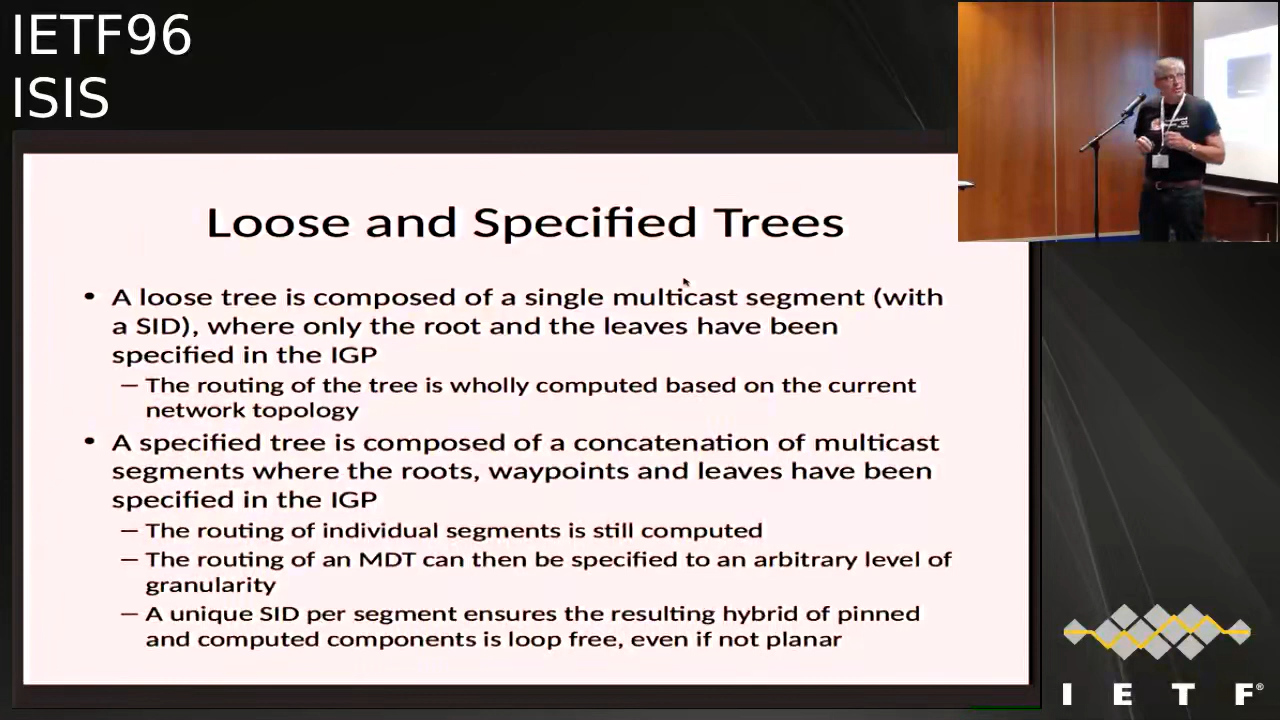 IETF96
ISIS
Loose and Specified Trees
• A loose tree is composed of a single multicast segment (with
a SID), where only the root and the leaves have been
specified in the IGP
– The routing of the tree is wholly computed based on the current
network topology
• A specified tree is composed of a concatenation of multicast
segments where the roots, waypoints and leaves have been
specified in the IGP
– The routing of individual segments is still computed
– The routing of an MDT can then be specified to an arbitrary level of
granularity
– A unique SID per segment ensures the resulting hybrid of pinned
and computed components is loop free, even if not planar
I E T F®